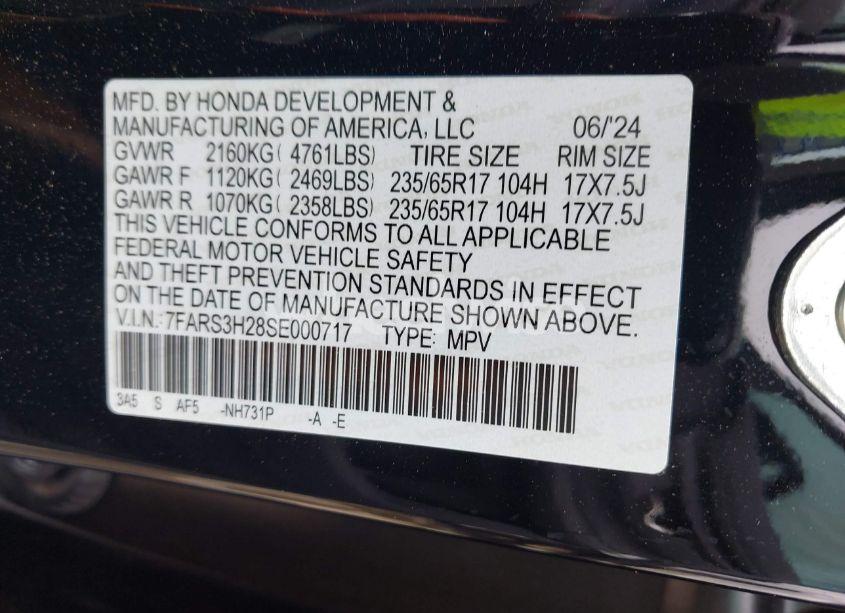 MFD. BY HONDA DEVELOPMENT &
MANUFACTURING OF AMERICA, LLC 06/'24
GVWR 2160KG( 4761LBS) TIRE SIZE RIM SIZE
GAWR F 1120KG( 2469LBS) 235/65R17 104H 17X7.5J
GAWR R 1070KG( 2358LBS) 235/65R17 104H 17X7.5J
THIS VEHICLE CONFORMS TO ALL APPLICABLE
FEDERAL MOTOR VEHICLE SAFETY
AND THEFT PREVENTION STANDARDS IN EFFECT
ON THE DATE OF MANUFACTURE SHOWN ABOVE.
V.I.N.: 7FARS3H28SE000717 TYPE: MPV
3A5 S AF5 -NH731P -A -E